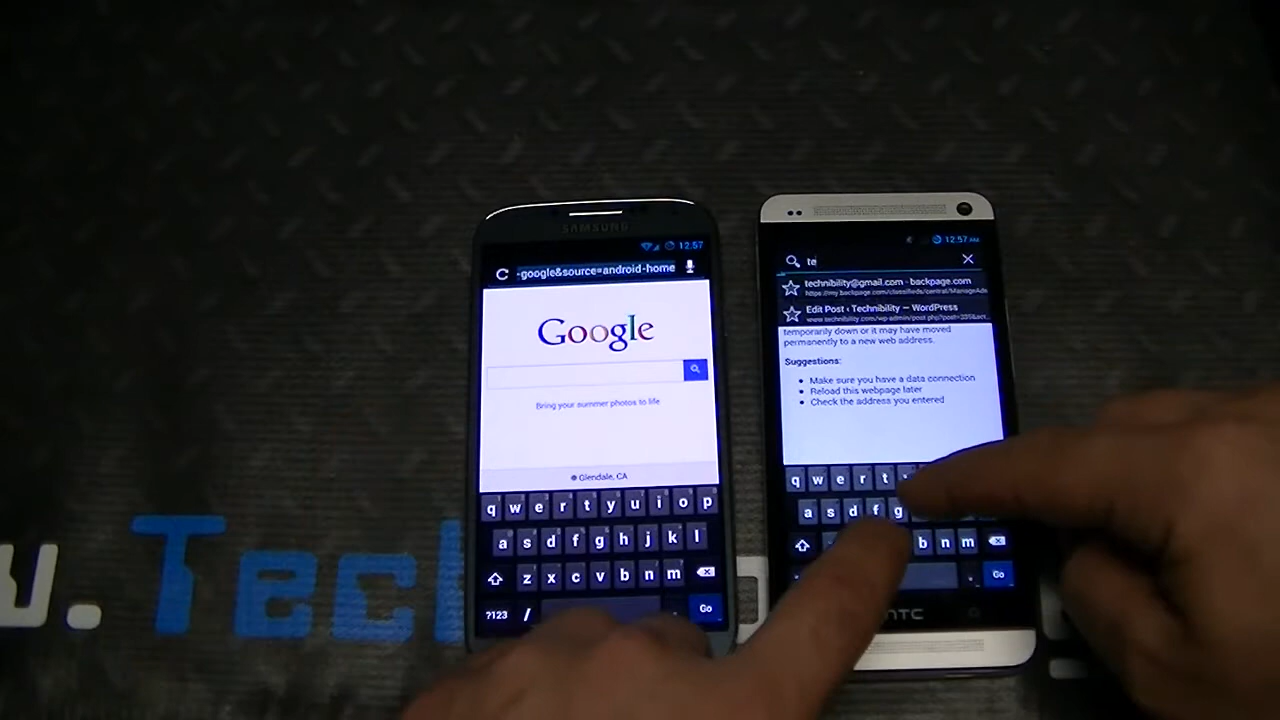 SAMSUNG
12:57
-google&source=android-home
Google
Bring your summer photos to life
Glendale, CA
q w e r t y u i o p
a s d f g h j k l
z x c v b n m
?123 / . Go
12:57 AM
te
technibility@gmail.com - backpage.com
Edit Post ‹ Technibility — WordPress
temporarily down or it may have moved
permanently to a new web address.
Suggestions:
• Make sure you have a data connection
• Reload this webpage later
• Check the address you entered
q w e r t
a s d f g
b n m
. Go
HTC
w. Tech